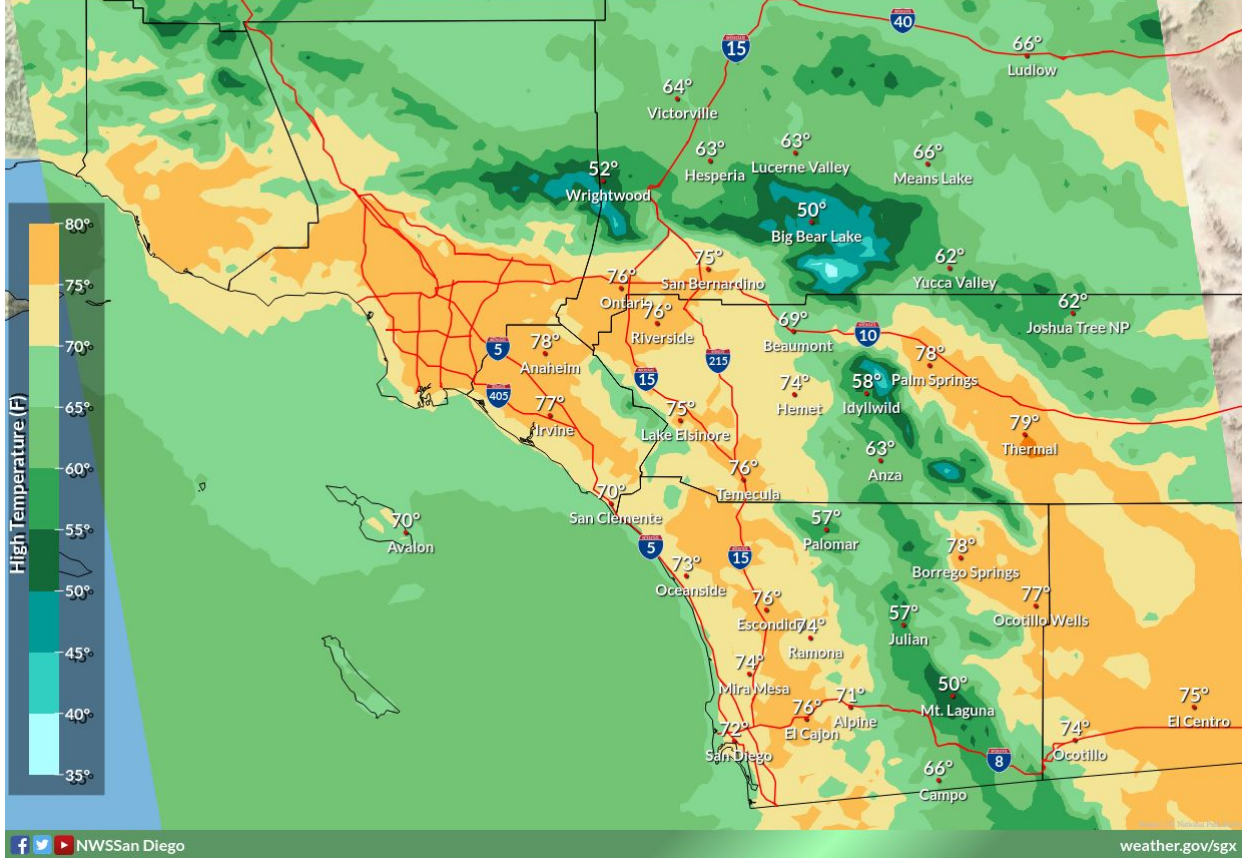 40
15
66°
Ludlow
64°
Victorville
63°
Hesperia
63°
Lucerne Valley
66°
Means Lake
52°
Wrightwood
50°
Big Bear Lake
80°
75°
70°
65°
60°
55°
50°
45°
40°
35°
High Temperature (F)
75°
San Bernardino
62°
Yucca Valley
76°
Ontario
76°
Riverside
62°
Joshua Tree NP
69°
Beaumont
10
5
78°
Anaheim
215
78°
Palm Springs
15
405
74°
Hemet
58°
Idyllwild
77°
Irvine
75°
Lake Elsinore
79°
Thermal
63°
Anza
76°
Temecula
70°
San Clemente
70°
Avalon
57°
Palomar
5
15
78°
Borrego Springs
73°
Oceanside
76°
Escondido
77°
Ocotillo Wells
74°
Ramona
57°
Julian
74°
Mira Mesa
50°
Mt. Laguna
71°
Alpine
76°
El Cajon
75°
El Centro
72°
San Diego
74°
Ocotillo
8
66°
Campo
NWSSan Diego
weather.gov/sgx